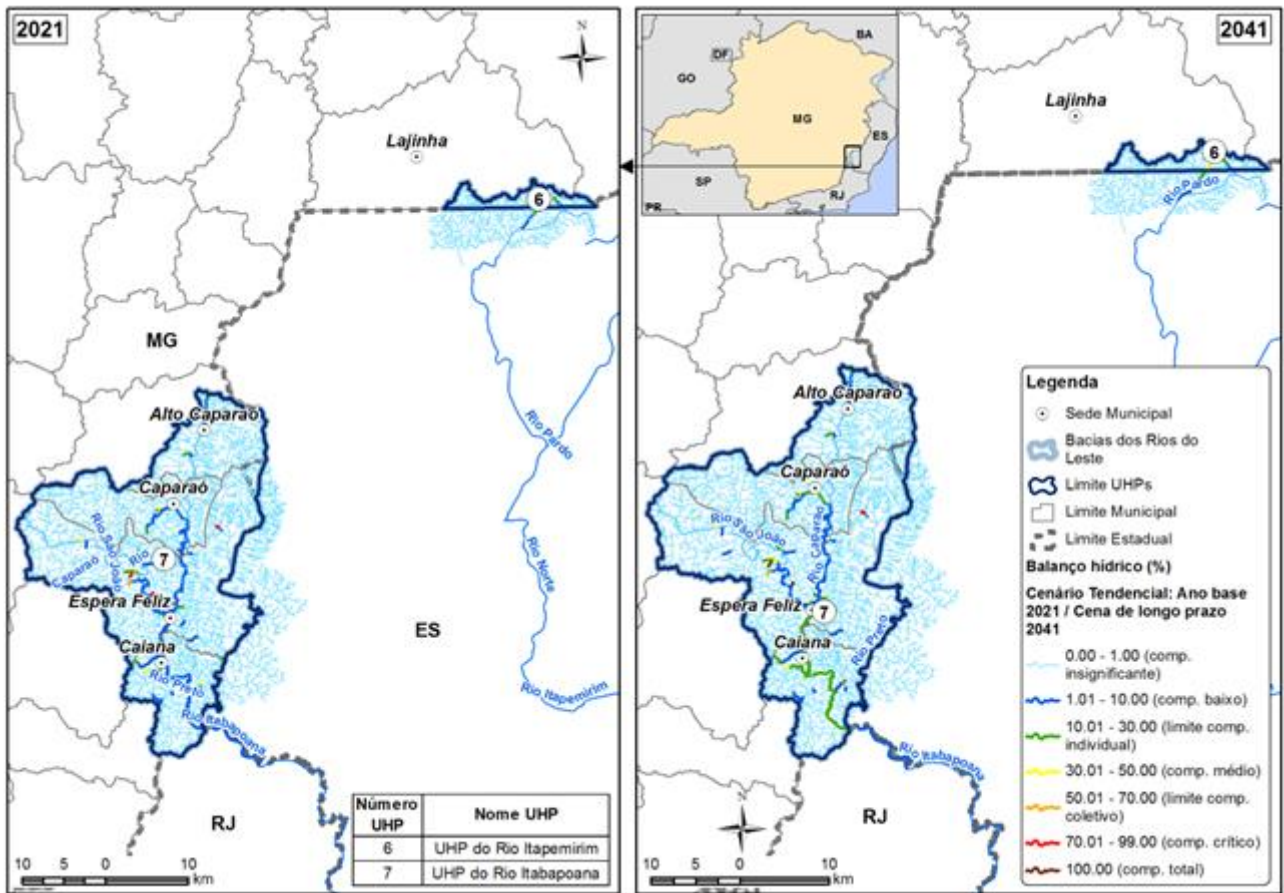 2021
N
Lajinha
6
MG
Alto Caparaó
Caparaó
Rio São João
Rio
Caparaó
7
Espera Feliz
Caiana
Rio Preto
Rio Itabapoana
Rio Pardo
Rio Norte
Rio Itapemirim
ES
RJ
Número UHP
Nome UHP
6
UHP do Rio Itapemirim
7
UHP do Rio Itabapoana
10 5 0 10
km
2041
BA
DF
GO
MG
ES
SP
RJ
PR
Lajinha
6
Rio Pardo
Alto Caparaó
Caparaó
Rio São João
Rio Caparaó
Espera Feliz
7
Caiana
Rio Preto
Rio Itabapoana
RJ
N
10 5 0 10
km
Legenda
Sede Municipal
Bacias dos Rios do
Leste
Limite UHPs
Limite Municipal
Limite Estadual
Balanço hídrico (%)
Cenário Tendencial: Ano base
2021 / Cena de longo prazo
2041
0.00 - 1.00 (comp.
insignificante)
1.01 - 10.00 (comp. baixo)
10.01 - 30.00 (limite comp.
individual)
30.01 - 50.00 (comp. médio)
50.01 - 70.00 (limite comp.
coletivo)
70.01 - 99.00 (comp. crítico)
100.00 (comp. total)